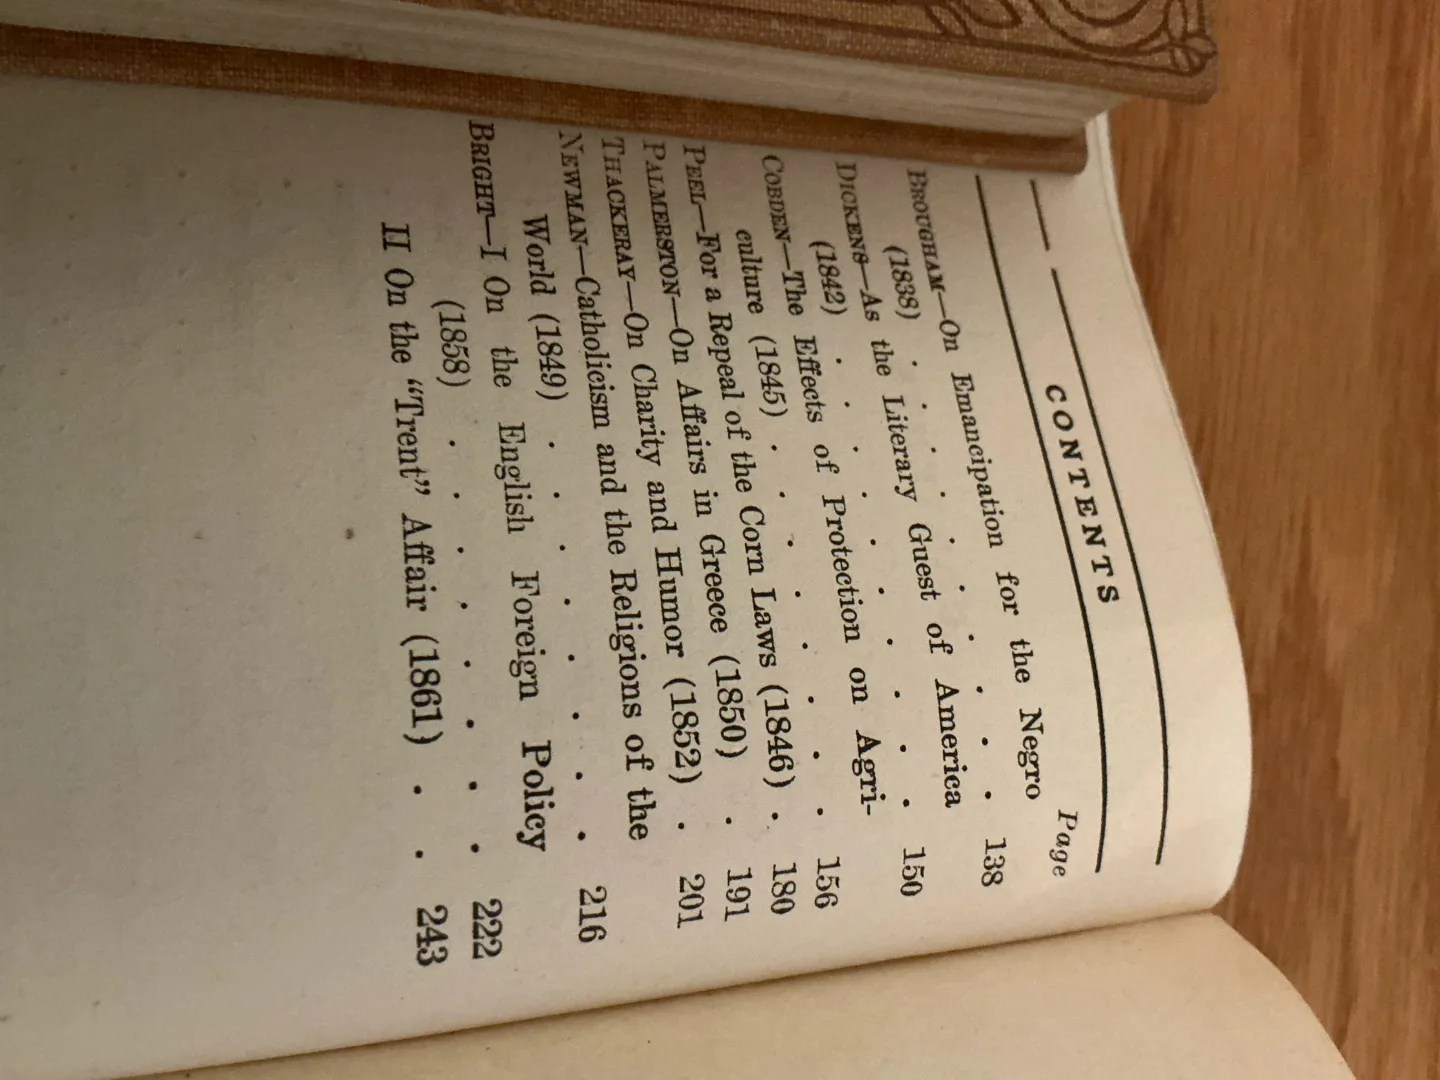 CONTENTS
Page
BROUGHAM—On Emancipation for the Negro
(1838) . . . . . . . . . . 138
DICKENS—As the Literary Guest of America
(1842) . . . . . . . . . . 150
COBDEN—The Effects of Protection on Agri-
culture (1845) . . . . . . . . 156
PEEL—For a Repeal of the Corn Laws (1846) . 180
PALMERSTON—On Affairs in Greece (1850) . 191
THACKERAY—On Charity and Humor (1852) . 201
NEWMAN—Catholicism and the Religions of the
World (1849) . . . . . . . . 216
BRIGHT—I On the English Foreign Policy
(1858) . . . . . . . . 222
II On the “Trent” Affair (1861) . . 243